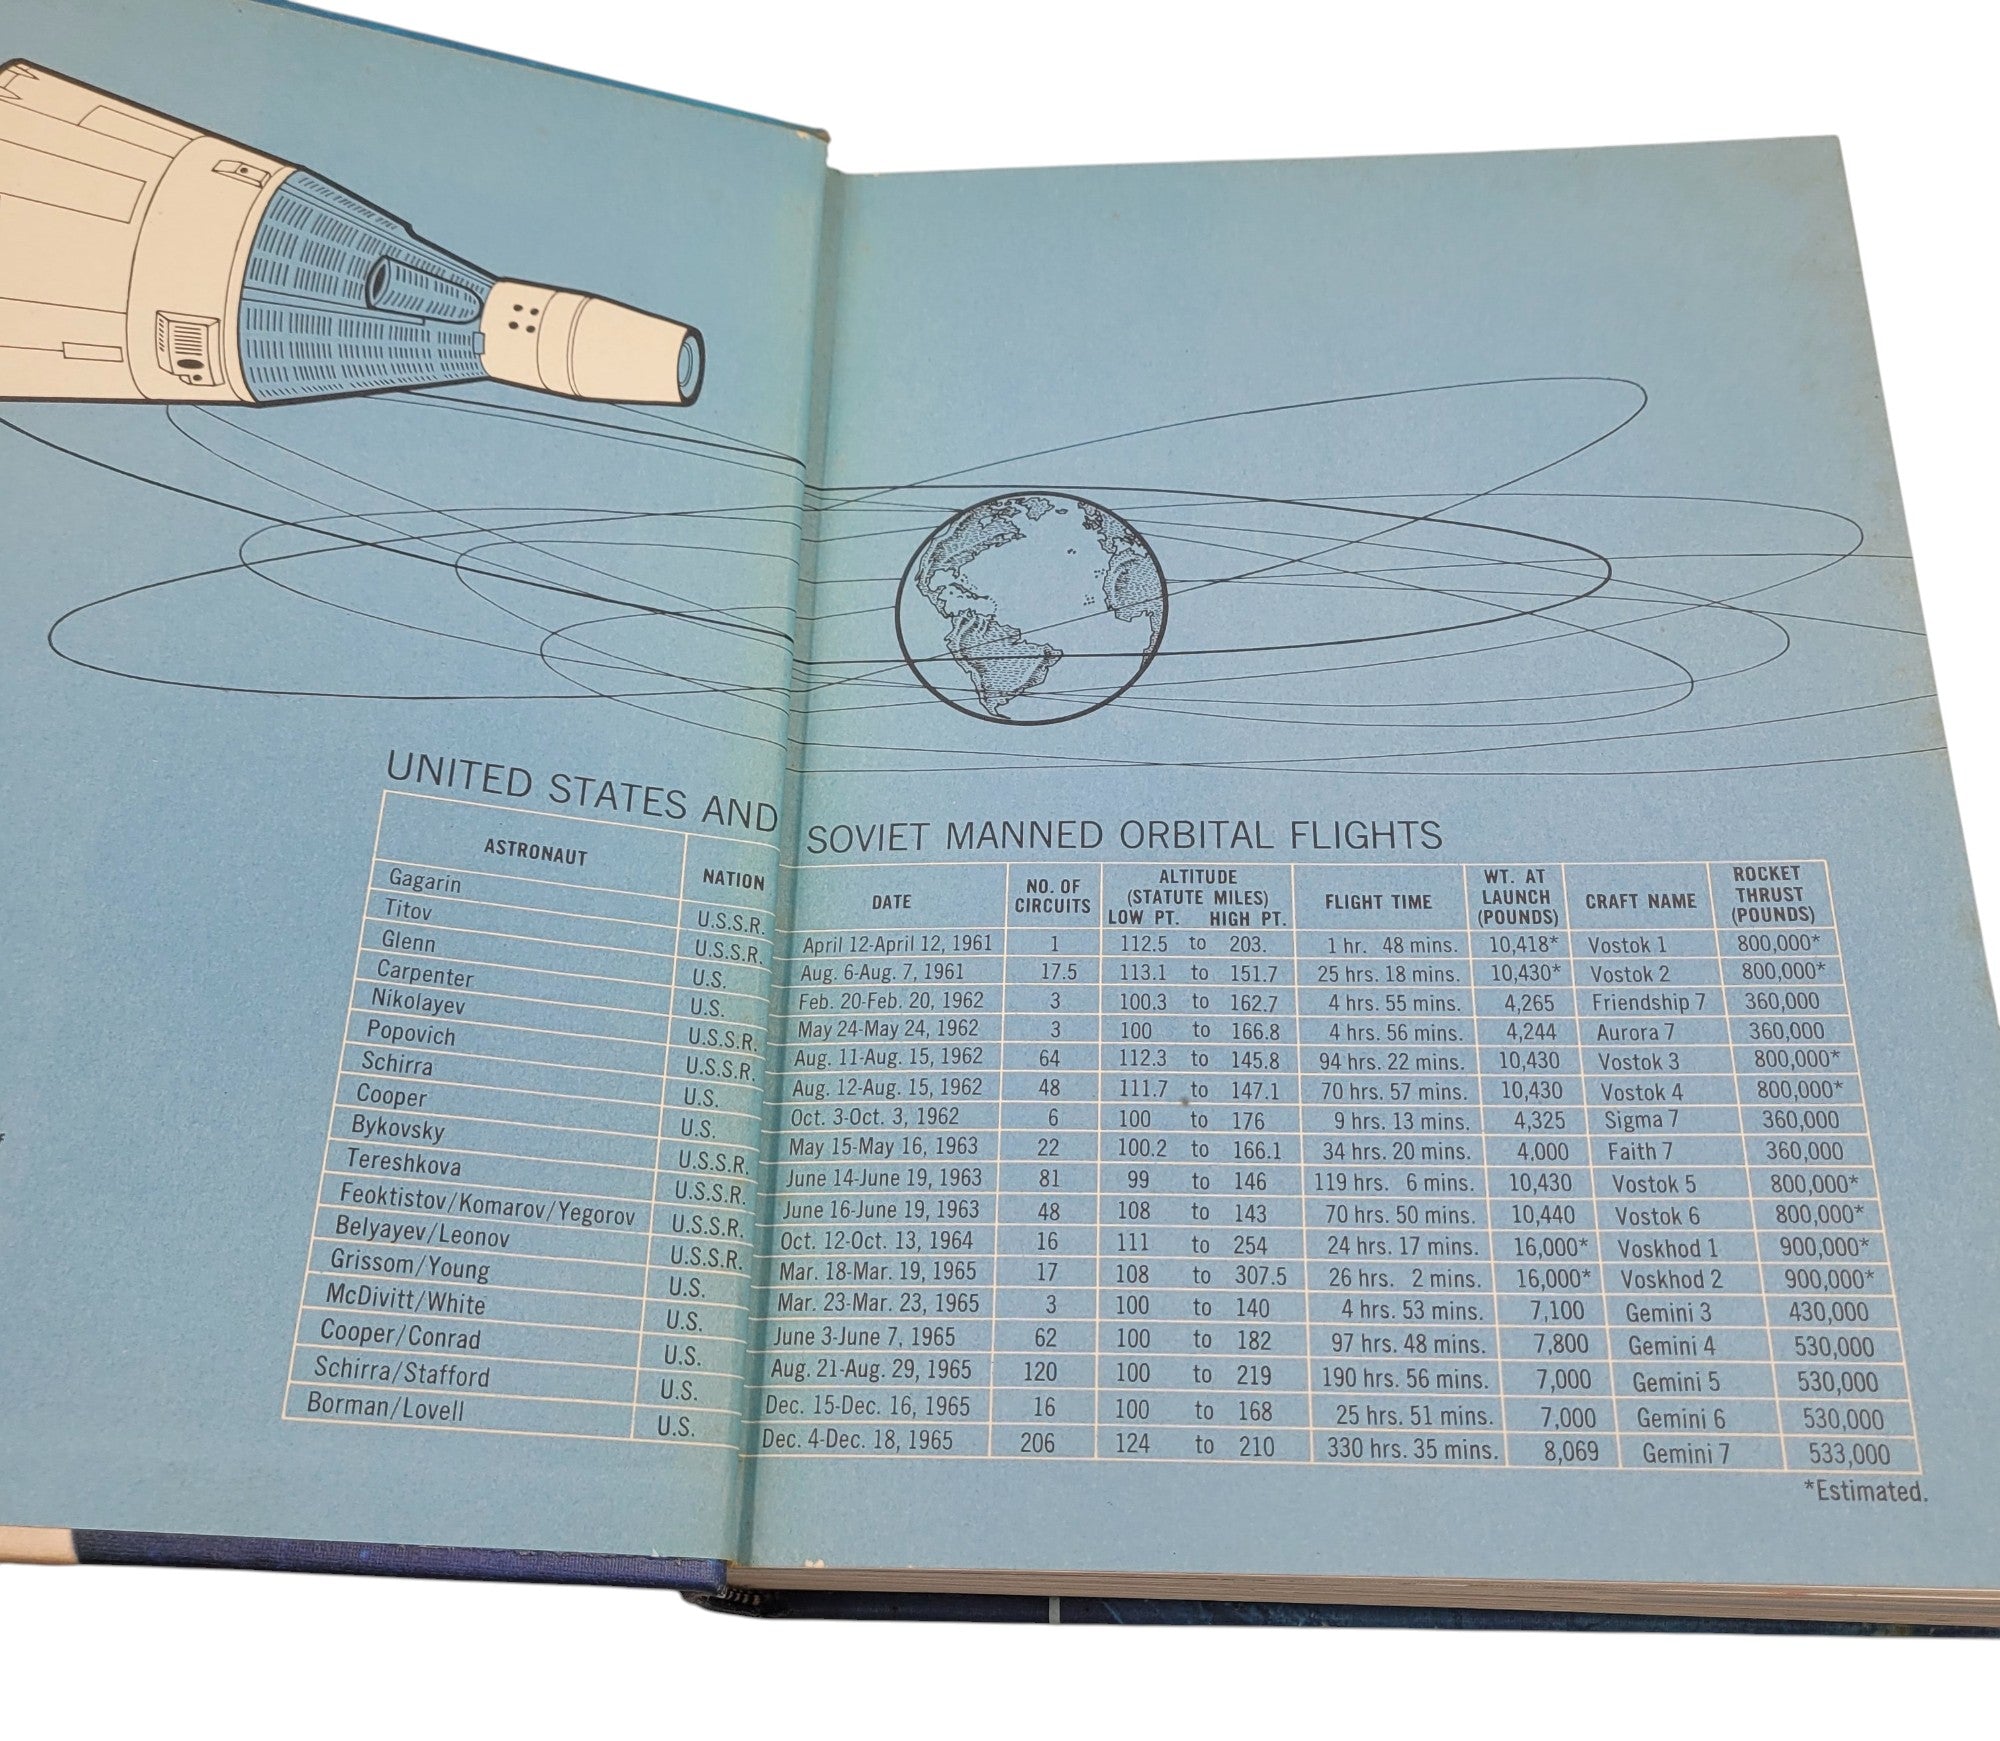 UNITED STATES AND SOVIET MANNED ORBITAL FLIGHTS
ASTRONAUT NATION DATE NO. OF CIRCUITS ALTITUDE (STATUTE MILES) LOW PT. HIGH PT. FLIGHT TIME WT. AT LAUNCH (POUNDS) CRAFT NAME ROCKET THRUST (POUNDS)
Gagarin U.S.S.R. April 12-April 12, 1961 1 112.5 to 203. 1 hr. 48 mins. 10,418* Vostok 1 800,000*
Titov U.S.S.R. Aug. 6-Aug. 7, 1961 17.5 113.1 to 151.7 25 hrs. 18 mins. 10,430* Vostok 2 800,000*
Glenn U.S. Feb. 20-Feb. 20, 1962 3 100.3 to 162.7 4 hrs. 55 mins. 4,265 Friendship 7 360,000
Carpenter U.S. May 24-May 24, 1962 3 100 to 166.8 4 hrs. 56 mins. 4,244 Aurora 7 360,000
Nikolayev U.S.S.R. Aug. 11-Aug. 15, 1962 64 112.3 to 145.8 94 hrs. 22 mins. 10,430 Vostok 3 800,000*
Popovich U.S.S.R. Aug. 12-Aug. 15, 1962 48 111.7 to 147.1 70 hrs. 57 mins. 10,430 Vostok 4 800,000*
Schirra U.S. Oct. 3-Oct. 3, 1962 6 100 to 176 9 hrs. 13 mins. 4,325 Sigma 7 360,000
Cooper U.S. May 15-May 16, 1963 22 100.2 to 166.1 34 hrs. 20 mins. 4,000 Faith 7 360,000
Bykovsky U.S.S.R. June 14-June 19, 1963 81 99 to 146 119 hrs. 6 mins. 10,430 Vostok 5 800,000*
Tereshkova U.S.S.R. June 16-June 19, 1963 48 108 to 143 70 hrs. 50 mins. 10,440 Vostok 6 800,000*
Feoktistov/Komarov/Yegorov U.S.S.R. Oct. 12-Oct. 13, 1964 16 111 to 254 24 hrs. 17 mins. 16,000* Voskhod 1 900,000*
Belyayev/Leonov U.S.S.R. Mar. 18-Mar. 19, 1965 17 108 to 307.5 26 hrs. 2 mins. 16,000* Voskhod 2 900,000*
Grissom/Young U.S. Mar. 23-Mar. 23, 1965 3 100 to 140 4 hrs. 53 mins. 7,100 Gemini 3 430,000
McDivitt/White U.S. June 3-June 7, 1965 62 100 to 182 97 hrs. 48 mins. 7,800 Gemini 4 530,000
Cooper/Conrad U.S. Aug. 21-Aug. 29, 1965 120 100 to 219 190 hrs. 56 mins. 7,000 Gemini 5 530,000
Schirra/Stafford U.S. Dec. 15-Dec. 16, 1965 16 100 to 168 25 hrs. 51 mins. 7,000 Gemini 6 530,000
Borman/Lovell U.S. Dec. 4-Dec. 18, 1965 206 124 to 210 330 hrs. 35 mins. 8,069 Gemini 7 533,000
*Estimated.